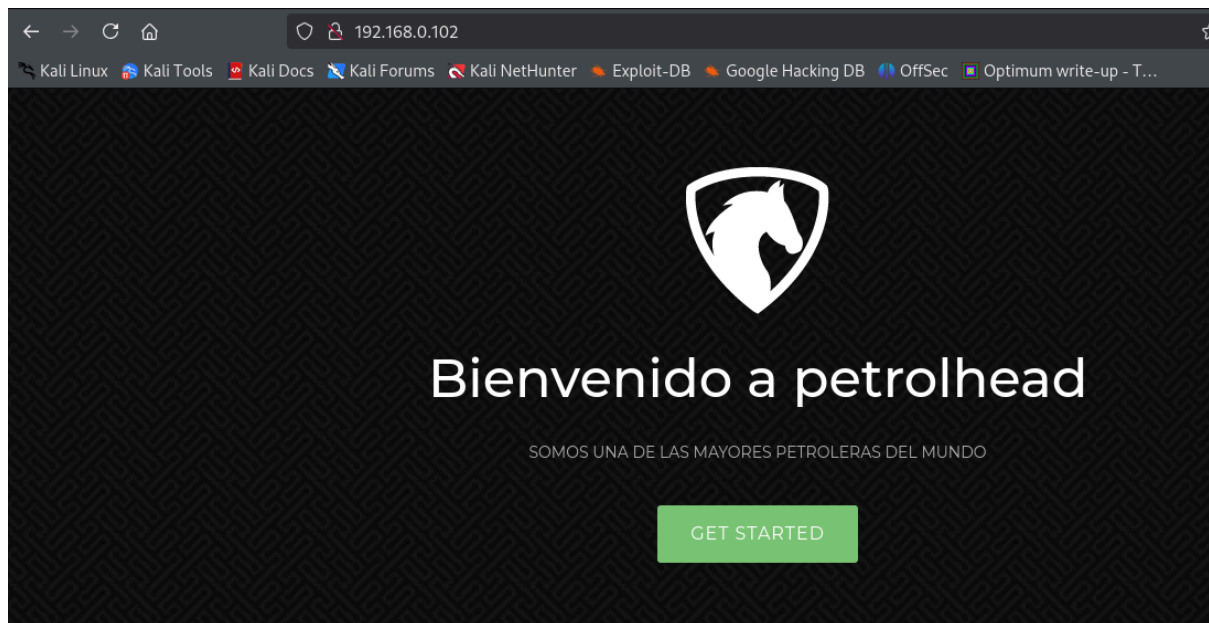 192.168.0.102
Kali Linux Kali Tools Kali Docs Kali Forums Kali NetHunter Exploit-DB Google Hacking DB OffSec Optimum write-up - T...
Bienvenido a petrolhead
SOMOS UNA DE LAS MAYORES PETROLERAS DEL MUNDO
GET STARTED